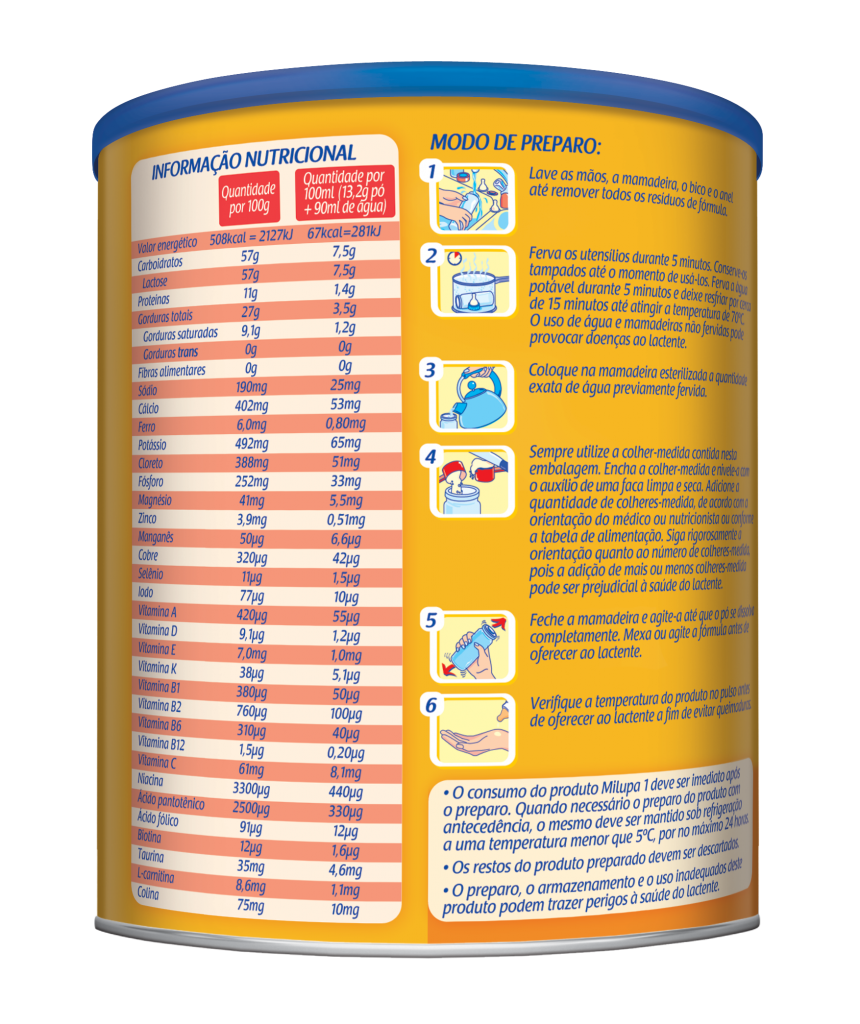 INFORMAÇÃO NUTRICIONAL
Quantidade por 100g
Quantidade por 100ml (13,2g pó + 90ml de água)
Valor energético 508kcal = 2127kJ 67kcal=281kJ
Carboidratos 57g 7,5g
Lactose 57g 7,5g
Proteínas 11g 1,4g
Gorduras totais 27g 3,5g
Gorduras saturadas 9,1g 1,2g
Gorduras trans 0g 0g
Fibras alimentares 0g 0g
Sódio 190mg 25mg
Cálcio 402mg 53mg
Ferro 6,0mg 0,80mg
Potássio 492mg 65mg
Cloreto 388mg 51mg
Fósforo 252mg 33mg
Magnésio 41mg 5,5mg
Zinco 3,9mg 0,51mg
Manganês 50µg 6,6µg
Cobre 320µg 42µg
Selênio 11µg 1,5µg
Iodo 77µg 10µg
Vitamina A 420µg 55µg
Vitamina D 9,1µg 1,2µg
Vitamina E 7,0mg 1,0mg
Vitamina K 38µg 5,1µg
Vitamina B1 380µg 50µg
Vitamina B2 760µg 100µg
Vitamina B6 310µg 40µg
Vitamina B12 1,5µg 0,20µg
Vitamina C 61mg 8,1mg
Niacina 3300µg 440µg
Ácido pantotênico 2500µg 330µg
Ácido fólico 91µg 12µg
Biotina 12µg 1,6µg
Taurina 35mg 4,6mg
L-carnitina 8,6mg 1,1mg
Colina 75mg 10mg
MODO DE PREPARO:
1
Lave as mãos, a mamadeira, o bico e o anel
até remover todos os resíduos de fórmula.
2
Ferva os utensílios durante 5 minutos. Conserve-os
tampados até o momento de usá-los. Ferva a água
potável durante 5 minutos e deixe resfriar por cerca
de 15 minutos até atingir a temperatura de 70ºC.
O uso de água e mamadeiras não fervidas pode
provocar doenças ao lactente.
3
Coloque na mamadeira esterilizada a quantidade
exata de água previamente fervida.
4
Sempre utilize a colher-medida contida nesta
embalagem. Encha a colher-medida e nivele-a com
o auxílio de uma faca limpa e seca. Adicione a
quantidade de colheres-medida, de acordo com a
orientação do médico ou nutricionista ou conforme
a tabela de alimentação. Siga rigorosamente a
orientação quanto ao número de colheres-medida,
pois a adição de mais ou menos colheres-medida
pode ser prejudicial à saúde do lactente.
5
Feche a mamadeira e agite-a até que o pó se dissolva
completamente. Mexa ou agite a fórmula antes de
oferecer ao lactente.
6
Verifique a temperatura do produto no pulso antes
de oferecer ao lactente a fim de evitar queimaduras.
• O consumo do produto Milupa 1 deve ser imediato após
o preparo. Quando necessário o preparo do produto com
antecedência, o mesmo deve ser mantido sob refrigeração
a uma temperatura menor que 5ºC, por no máximo 24 horas.
• Os restos do produto preparado devem ser descartados.
• O preparo, o armazenamento e o uso inadequados deste
produto podem trazer perigos à saúde do lactente.